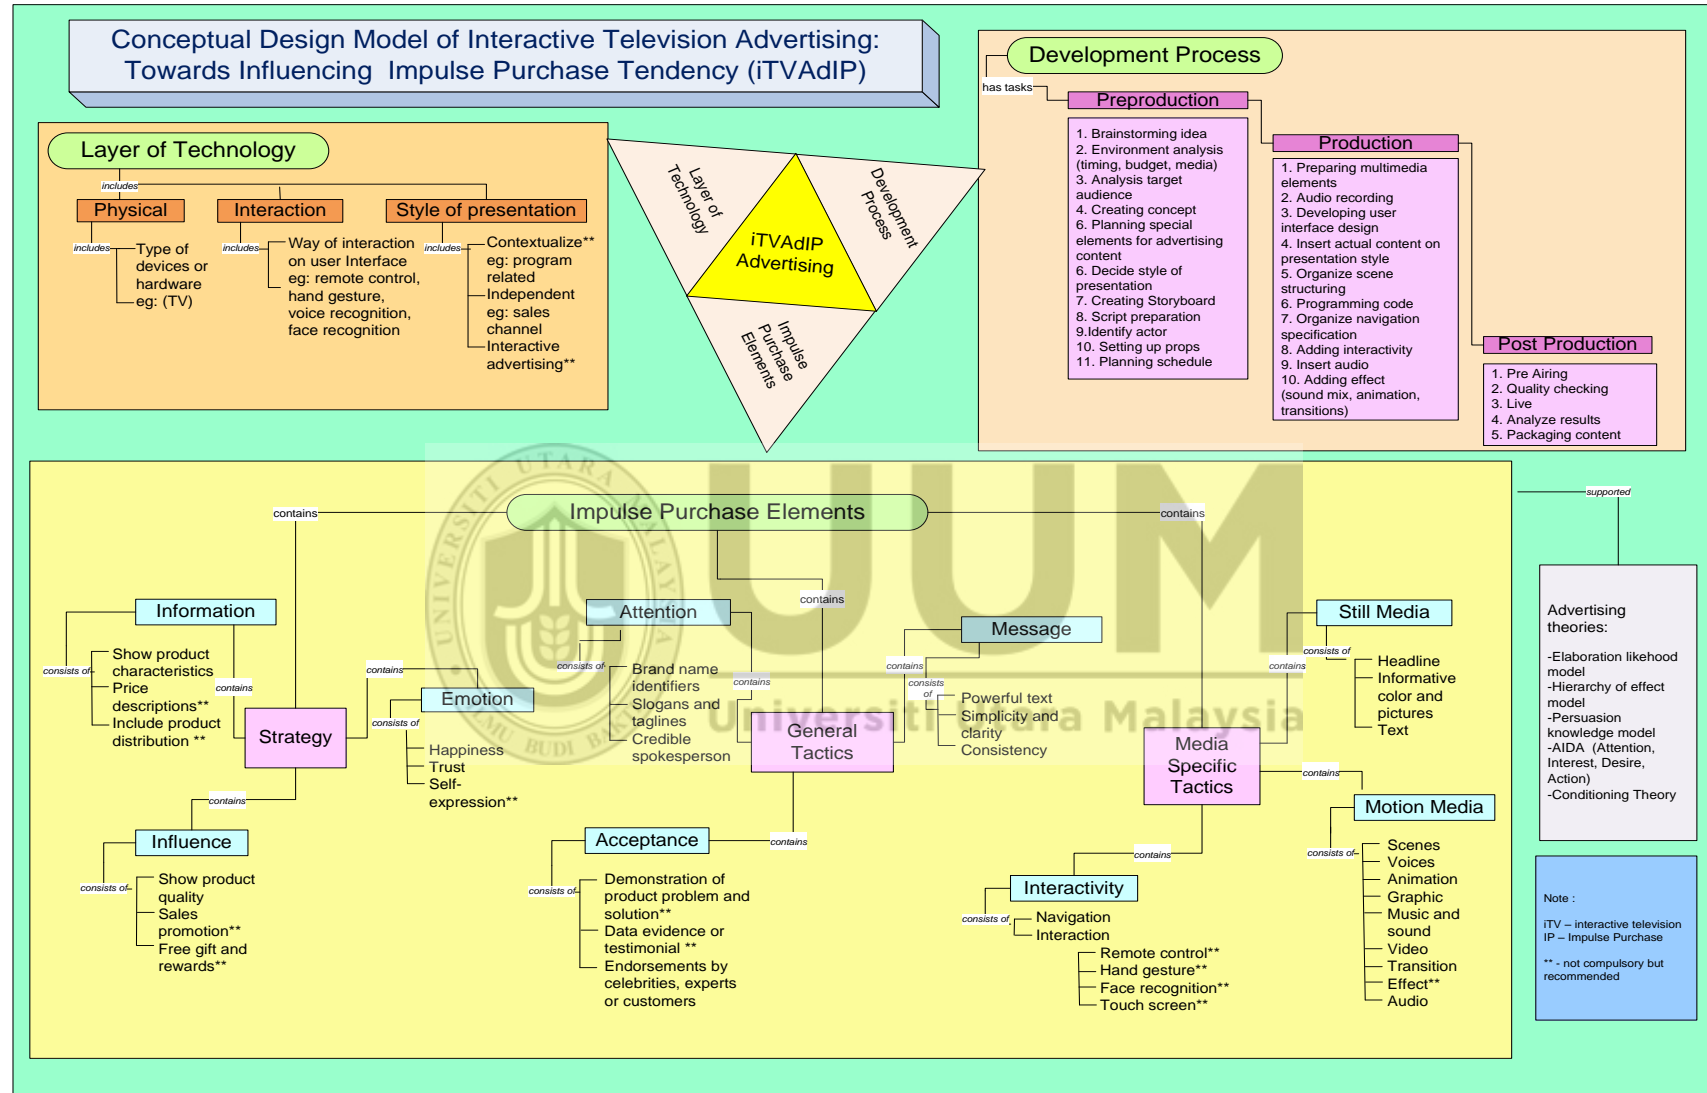 Conceptual Design Model of Interactive Television Advertising:
Towards Influencing Impulse Purchase Tendency (iTVAdIP)
Layer of Technology
includes
Physical
includes
Type of
devices or
hardware
eg: (TV)
Interaction
includes
Way of interaction
on user Interface
eg: remote control,
hand gesture,
voice recognition,
face recognition
Style of presentation
includes
Contextualize**
eg: program
related
Independent
eg: sales
channel
Interactive
advertising**
Layer of
Technology
Development
Process
iTVAdIP
Advertising
Impulse
Purchase
Elements
Development Process
has tasks
Preproduction
1. Brainstorming idea
2. Environment analysis
(timing, budget, media)
3. Analysis target
audience
4. Creating concept
6. Planning special
elements for advertising
content
6. Decide style of
presentation
7. Creating Storyboard
8. Script preparation
9.Identify actor
10. Setting up props
11. Planning schedule
Production
1. Preparing multimedia
elements
2. Audio recording
3. Developing user
interface design
4. Insert actual content on
presentation style
5. Organize scene
structuring
6. Programming code
7. Organize navigation
specification
8. Adding interactivity
9. Insert audio
10. Adding effect
(sound mix, animation,
transitions)
Post Production
1. Pre Airing
2. Quality checking
3. Live
4. Analyze results
5. Packaging content
Impulse Purchase Elements
contains
contains
contains
Strategy
contains
Information
consists of
Show product
characteristics
Price
descriptions**
Include product
distribution **
contains
Emotion
consists of
Happiness
Trust
Self-
expression**
contains
Influence
consists of
Show product
quality
Sales
promotion**
Free gift and
rewards**
General
Tactics
contains
Attention
consists of
Brand name
identifiers
Slogans and
taglines
Credible
spokesperson
contains
Message
consists
of
Powerful text
Simplicity and
clarity
Consistency
contains
Acceptance
consists of
Demonstration of
product problem and
solution**
Data evidence or
testimonial **
Endorsements by
celebrities, experts
or customers
Media
Specific
Tactics
contains
Still Media
consists of
Headline
Informative
color and
pictures
Text
contains
Motion Media
consists of
Scenes
Voices
Animation
Graphic
Music and
sound
Video
Transition
Effect**
Audio
contains
Interactivity
consists of
Navigation
Interaction
Remote control**
Hand gesture**
Face recognition**
Touch screen**
supported
Advertising
theories:
-Elaboration likehood
model
-Hierarchy of effect
model
-Persuasion
knowledge model
-AIDA (Attention,
Interest, Desire,
Action)
-Conditioning Theory
Note :
iTV – interactive television
IP – Impulse Purchase
** - not compulsory but
recommended
UUM
Universiti Utara Malaysia
UNIVERSITI UTARA MALAYSIA